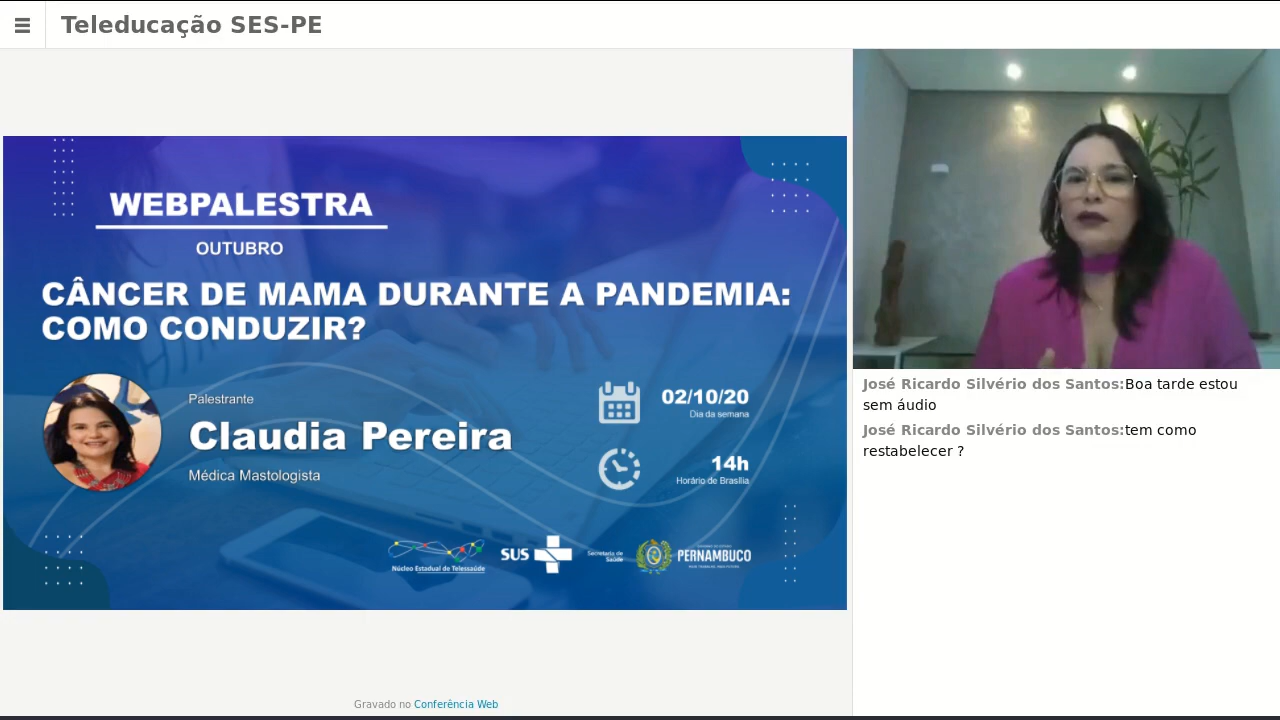 Teleducação SES-PE
WEBPALESTRA
OUTUBRO
CÂNCER DE MAMA DURANTE A PANDEMIA:
COMO CONDUZIR?
Palestrante
Claudia Pereira
Médica Mastologista
02/10/20
Dia da semana
14h
Horário de Brasília
Núcleo Estadual de Telessaúde
SUS
Secretaria de
Saúde
PERNAMBUCO
José Ricardo Silvério dos Santos:Boa tarde estou
sem áudio
José Ricardo Silvério dos Santos:tem como
restabelecer ?
Gravado no Conferência Web